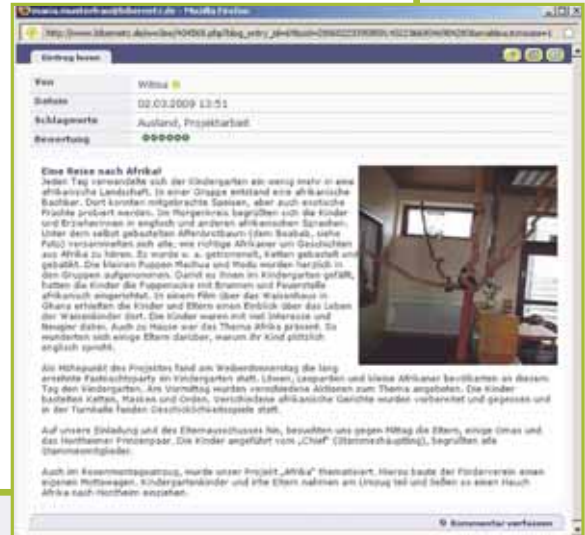 Eintrag lesen
Von
Datum 02.03.2009 13:51
Schlagworte Ausland, Projektarbeit
Bewertung
Eine Reise nach Afrika!
Jeden Tag verwandelte sich der Kindergarten ein wenig mehr in eine
afrikanische Landschaft. In einer Gruppe entstand eine afrikanische
Dort konnten mitgebrachte Speisen, aber auch exotische
Früchte probiert werden. Im Morgenkreis begrüßten sich die Kinder
und Erzieherinnen in englisch und anderen afrikanischen Sprachen.
Unter dem selbst gebastelten Affenbrotbaum (dem Boabab, siehe
Foto) versammelten sich alle, wie richtige Afrikaner um Geschichten
aus Afrika zu hören. Es wurde u. a. getrommelt, Ketten gebastelt und
gebatikt. Die kleinen Puppen und Modu wurden herzlich in
den Gruppen aufgenommen. Damit es ihnen im Kindergarten gefällt,
hatten die Kinder die Puppenecke mit Brunnen und Feuerstelle
afrikanisch eingerichtet. In einem Film über das Waisenhaus in
Ghana erhielten die Kinder und Eltern einen Einblick über das Leben
der Waisenkinder dort. Die Kinder waren mit viel Interesse und
Neugier dabei. Auch zu Hause war das Thema Afrika präsent. So
wunderten sich einige Eltern darüber, warum ihr Kind plötzlich
englisch spricht.
Als Höhepunkt des Projektes fand am Weiberdonnerstag die lang
ersehnte Fastnachtsparty im Kindergarten statt. Löwen, Leoparden und kleine Afrikaner bevölkerten an diesem
Tag den Kindergarten. Am Vormittag wurden verschiedene Aktionen zum Thema angeboten. Die Kinder
bastelten Ketten, Masken und Orden. Verschiedene afrikanische Gerichte wurden vorbereitet und gegessen und
in der Turnhalle fanden Geschicklichkeitsspiele statt.
Auf unsere Einladung und des Elternausschusses hin, besuchten uns gegen Mittag die Eltern, einige Omas und
das Prinzenpaar. Die Kinder angeführt vom „Chief“ (Stammeshäuptling), begrüßten alle
Stammesmitglieder.
Auch im Rosenmontagsumzug, wurde unser Projekt „Afrika“ thematisiert. Hierzu baute der Förderverein einen
eigenen Motivwagen. Kindergartenkinder und ihre Eltern nahmen am Umzug teil und ließen so einen Hauch
Afrika nach einziehen.
Kommentar verfassen